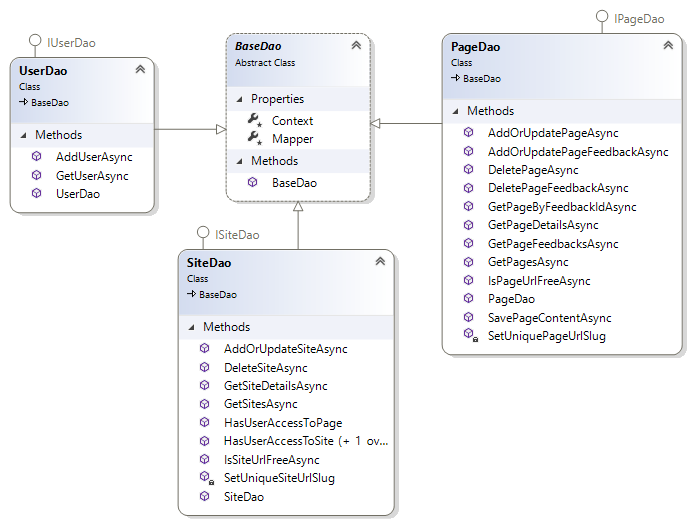 IUserDao
UserDao
Class
BaseDao
Methods
AddUserAsync
GetUserAsync
UserDao
BaseDao
Abstract Class
Properties
Context
Mapper
Methods
BaseDao
IPageDao
PageDao
Class
BaseDao
Methods
AddOrUpdatePageAsync
AddOrUpdatePageFeedbackAsync
DeletePageAsync
DeletePageFeedbackAsync
GetPageByFeedbackIdAsync
GetPageDetailsAsync
GetPageFeedbacksAsync
GetPagesAsync
IsPageUrlFreeAsync
PageDao
SavePageContentAsync
SetUniquePageUrlSlug
ISiteDao
SiteDao
Class
BaseDao
Methods
AddOrUpdateSiteAsync
DeleteSiteAsync
GetSiteDetailsAsync
GetSitesAsync
HasUserAccessToPage
HasUserAccessToSite (+ 1 ov...
IsSiteUrlFreeAsync
SetUniqueSiteUrlSlug
SiteDao